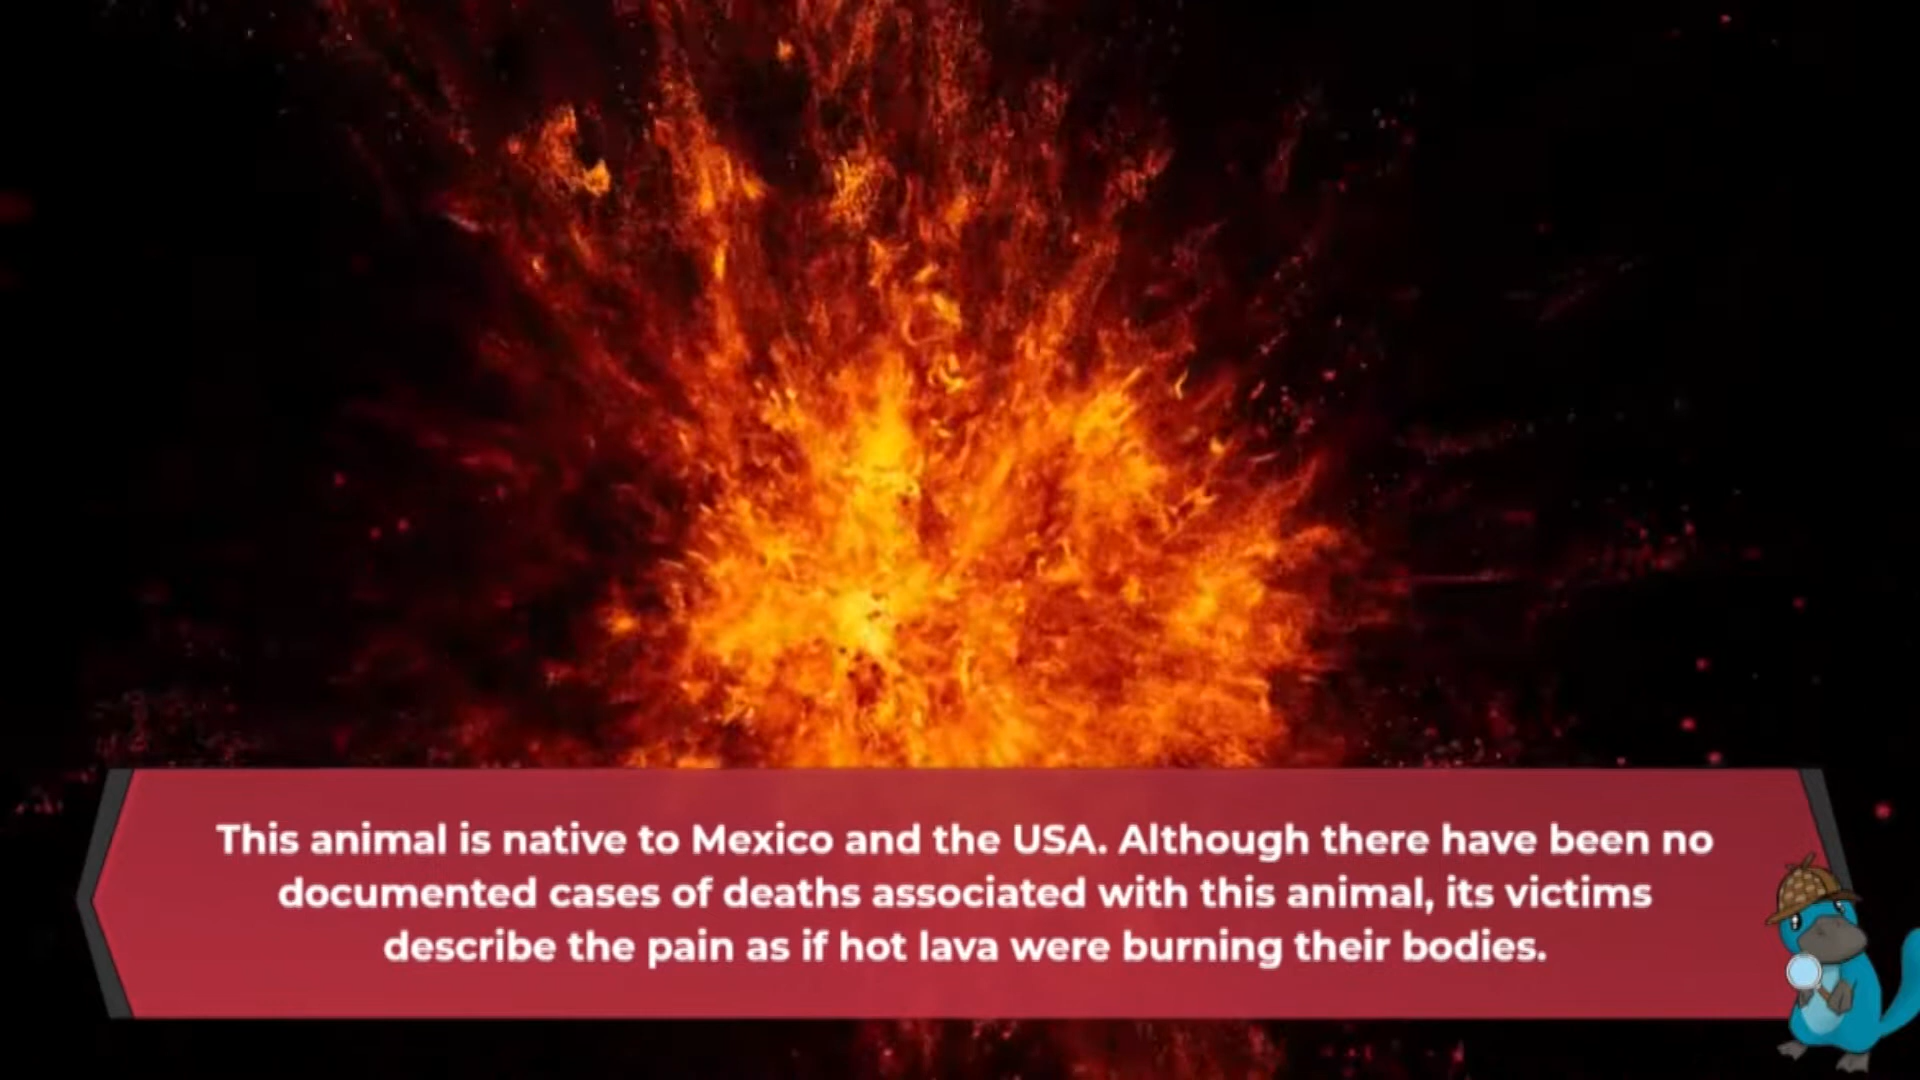 This animal is native to Mexico and the USA. Although there have been no
documented cases of deaths associated with this animal, its victims
describe the pain as if hot lava were burning their bodies.